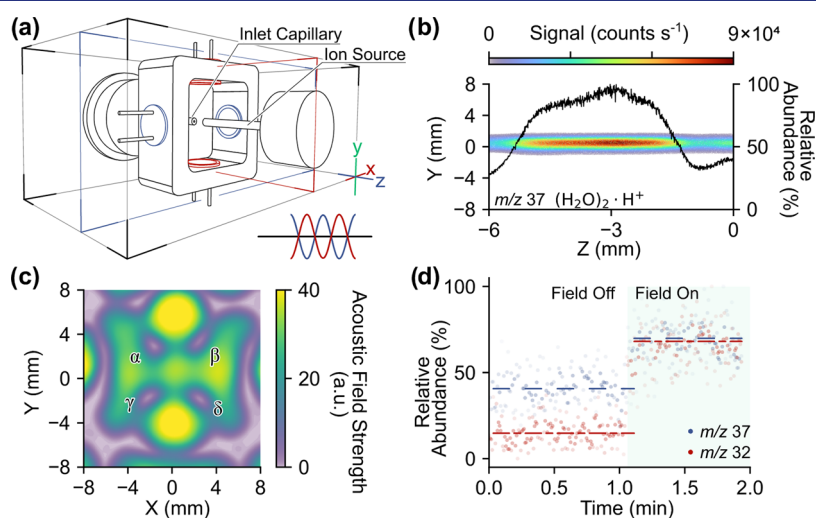 (a)
Inlet Capillary
Ion Source
y
x
z
(b)
Signal (counts s⁻¹)
0
9×10⁴
8
4
0
−4
−8
Y (mm)
100
50
0
Relative
Abundance (%)
m/z 37 (H₂O)₂ · H⁺
−6
−3
0
Z (mm)
(c)
8
4
0
−4
−8
Y (mm)
α
β
γ
δ
−8
−4
0
4
8
X (mm)
40
20
0
Acoustic Field Strength
(a.u.)
(d)
100
50
0
Relative
Abundance (%)
Field Off
Field On
m/z 37
m/z 32
0.0
0.5
1.0
1.5
2.0
Time (min)